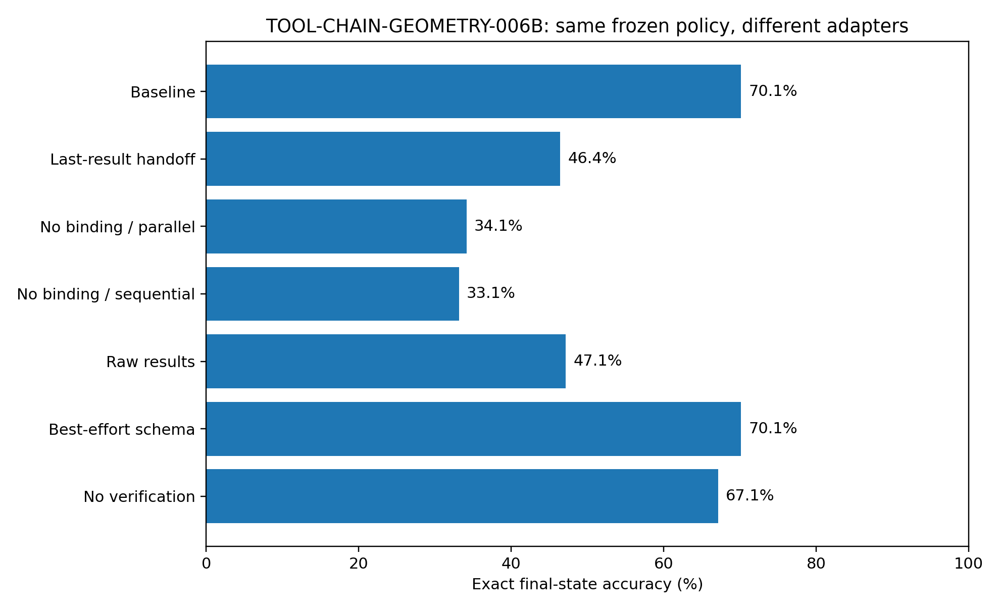 TOOL-CHAIN-GEOMETRY-006B: same frozen policy, different adapters
Baseline 70.1%
Last-result handoff 46.4%
No binding / parallel 34.1%
No binding / sequential 33.1%
Raw results 47.1%
Best-effort schema 70.1%
No verification 67.1%
0 20 40 60 80 100
Exact final-state accuracy (%)